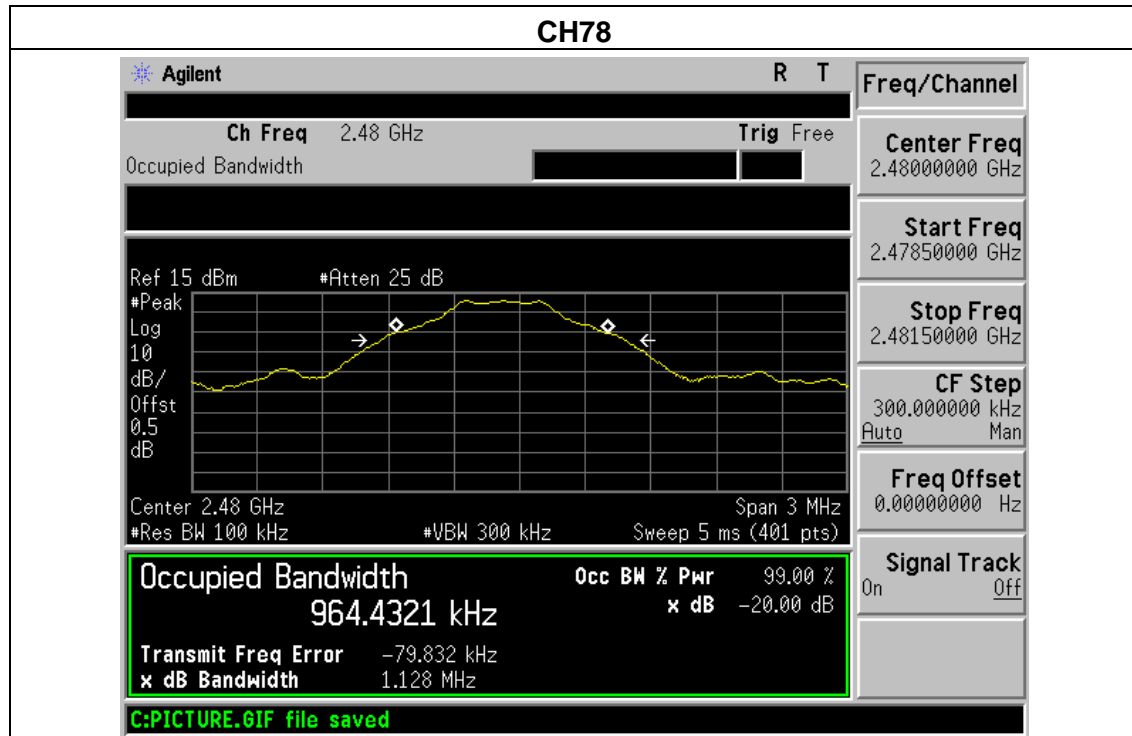 CH78
Agilent R T
Ch Freq 2.48 GHz Trig Free
Occupied Bandwidth
Ref 15 dBm #Atten 25 dB
#Peak
Log
10
dB/
Offst
0.5
dB
Center 2.48 GHz Span 3 MHz
#Res BW 100 kHz #VBW 300 kHz Sweep 5 ms (401 pts)
Occupied Bandwidth Occ BW % Pwr 99.00 %
964.4321 kHz x dB -20.00 dB
Transmit Freq Error -79.832 kHz
x dB Bandwidth 1.128 MHz
C:PICTURE.GIF file saved
Freq/Channel
Center Freq
2.48000000 GHz
Start Freq
2.47850000 GHz
Stop Freq
2.48150000 GHz
CF Step
300.000000 kHz
Auto Man
Freq Offset
0.00000000 Hz
Signal Track
On Off